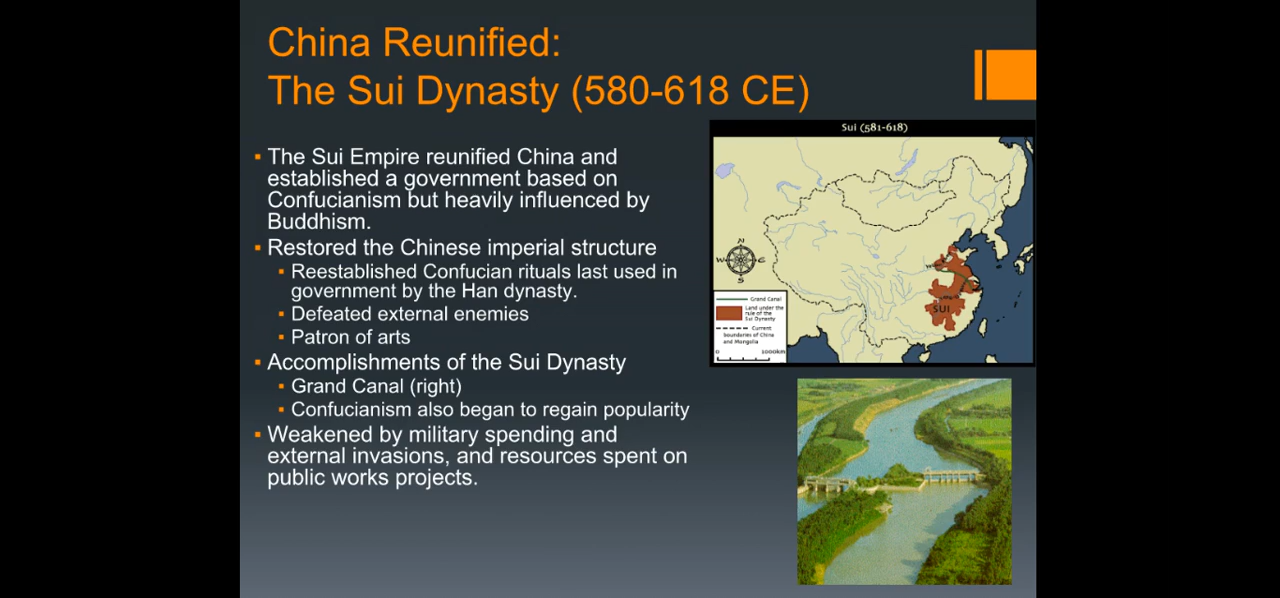 China Reunified:
The Sui Dynasty (580-618 CE)
▪ The Sui Empire reunified China and
established a government based on
Confucianism but heavily influenced by
Buddhism.
▪ Restored the Chinese imperial structure
▪ Reestablished Confucian rituals last used in
government by the Han dynasty.
▪ Defeated external enemies
▪ Patron of arts
▪ Accomplishments of the Sui Dynasty
▪ Grand Canal (right)
▪ Confucianism also began to regain popularity
▪ Weakened by military spending and
external invasions, and resources spent on
public works projects.
Sui (581-618)
N
W E
S
SUI
Grand Canal
Land under the
rule of the
Sui Dynasty
Current
boundaries of China
and Mongolia
0 1000km